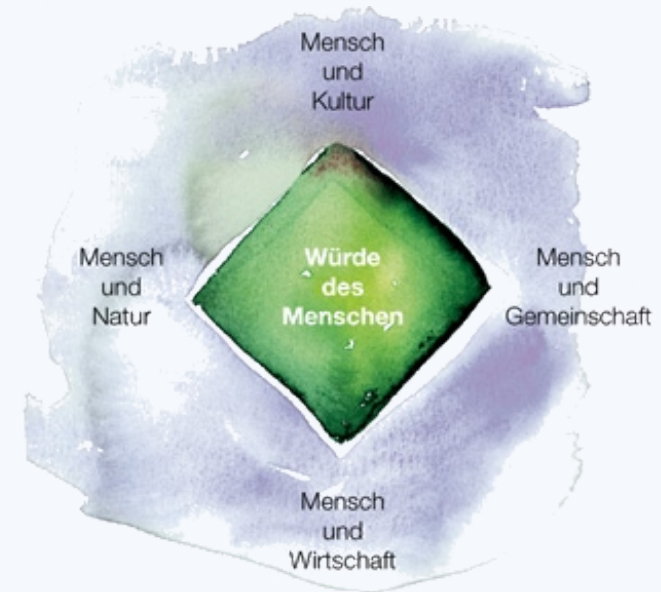 Mensch
und
Kultur
Mensch
und
Natur
Würde
des
Menschen
Mensch
und
Gemeinschaft
Mensch
und
Wirtschaft